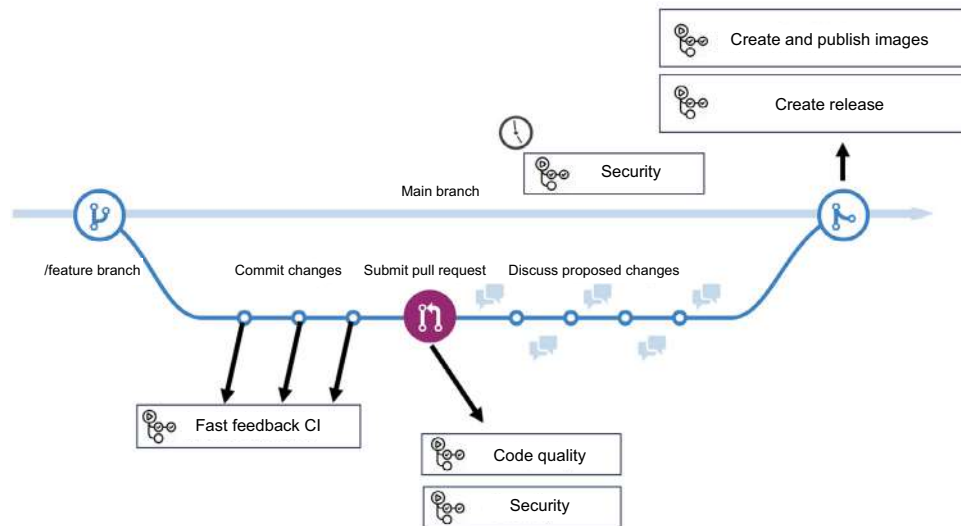 Create and publish images
Create release
Security
Main branch
/feature branch
Commit changes
Submit pull request
Discuss proposed changes
Fast feedback CI
Code quality
Security